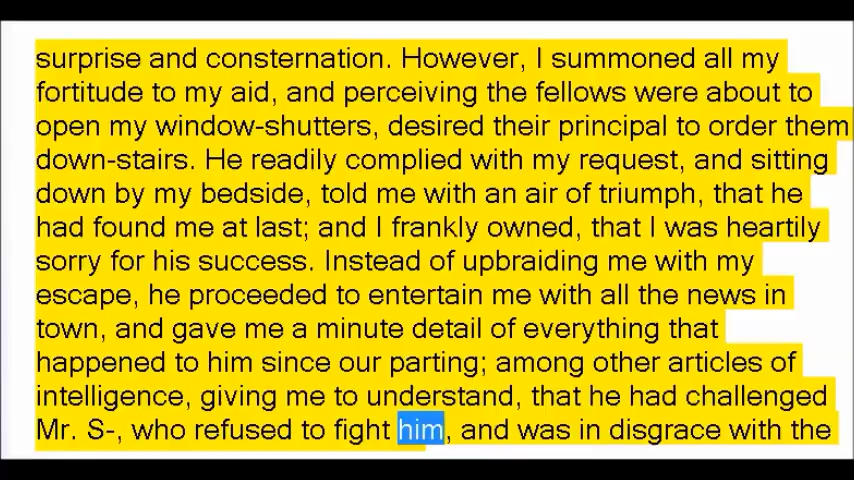 surprise and consternation. However, I summoned all my
fortitude to my aid, and perceiving the fellows were about to
open my window-shutters, desired their principal to order them
down-stairs. He readily complied with my request, and sitting
down by my bedside, told me with an air of triumph, that he
had found me at last; and I frankly owned, that I was heartily
sorry for his success. Instead of upbraiding me with my
escape, he proceeded to entertain me with all the news in
town, and gave me a minute detail of everything that
happened to him since our parting; among other articles of
intelligence, giving me to understand, that he had challenged
Mr. S-, who refused to fight him, and was in disgrace with the